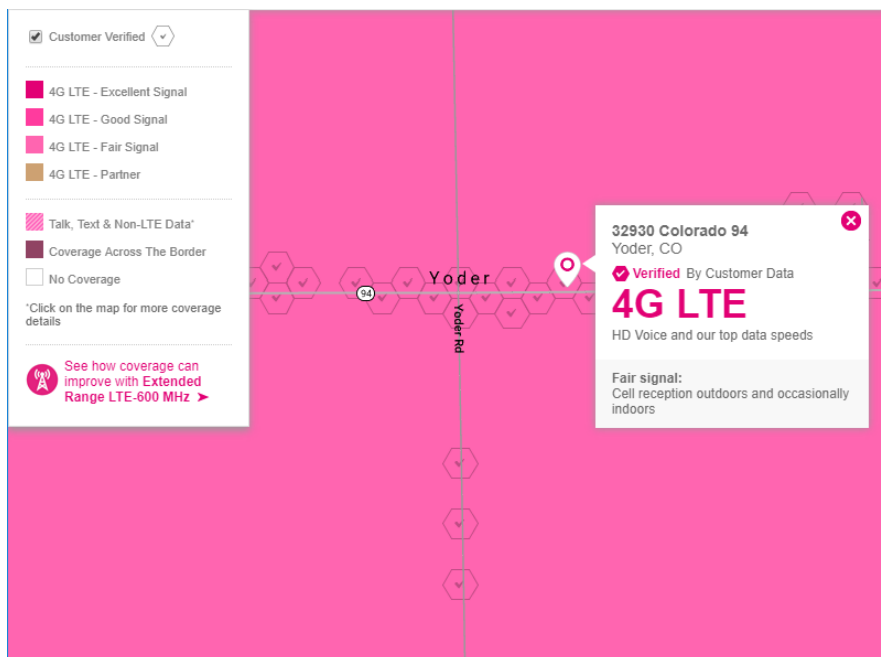 Customer Verified
4G LTE - Excellent Signal
4G LTE - Good Signal
4G LTE - Fair Signal
4G LTE - Partner
Talk, Text & Non-LTE Data*
Coverage Across The Border
No Coverage
*Click on the map for more coverage
details
See how coverage can
improve with Extended
Range LTE-600 MHz ➤
94
Yoder
Yoder Rd
32930 Colorado 94
Yoder, CO
Verified By Customer Data
4G LTE
HD Voice and our top data speeds
Fair signal:
Cell reception outdoors and occasionally
indoors